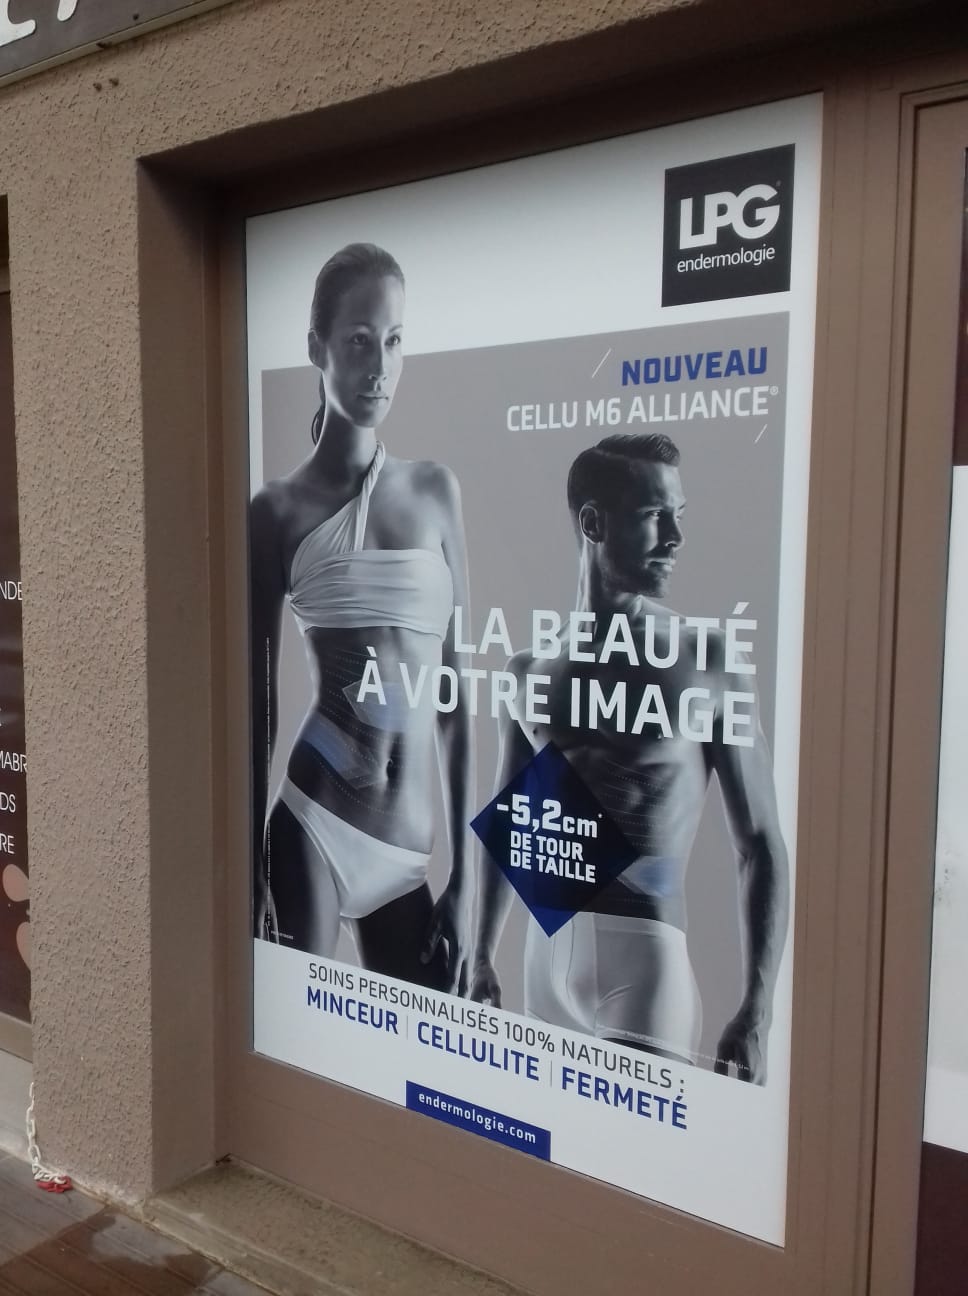 LPG®
endermologie
NOUVEAU
CELLU M6 ALLIANCE®
LA BEAUTÉ
À VOTRE IMAGE
-5,2cm*
DE TOUR
DE TAILLE
SOINS PERSONNALISÉS 100% NATURELS :
MINCEUR | CELLULITE | FERMETÉ
endermologie.com